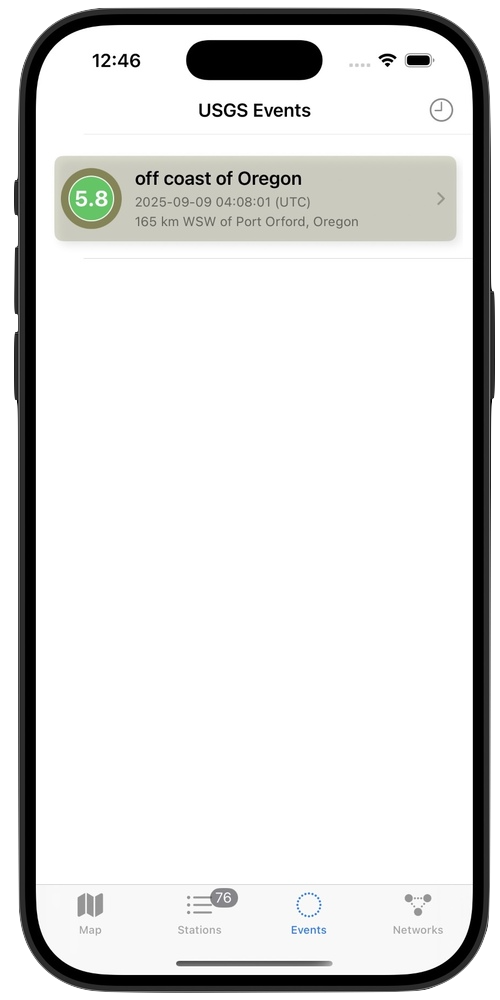 12:46
USGS Events
5.8
off coast of Oregon
2025-09-09 04:08:01 (UTC)
165 km WSW of Port Orford, Oregon
76
Map
Stations
Events
Networks